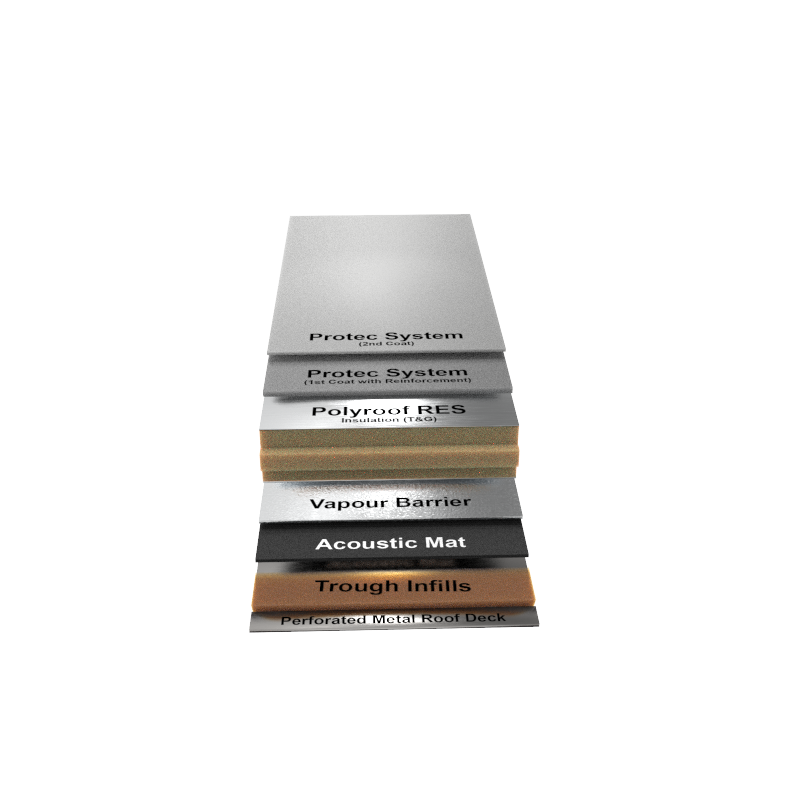 Protec System
(2nd Coat)
Protec System
(1st Coat with Reinforcement)
Polyroof RES
Insulation (T&G)
Vapour Barrier
Acoustic Mat
Trough Infills
Perforated Metal Roof Deck